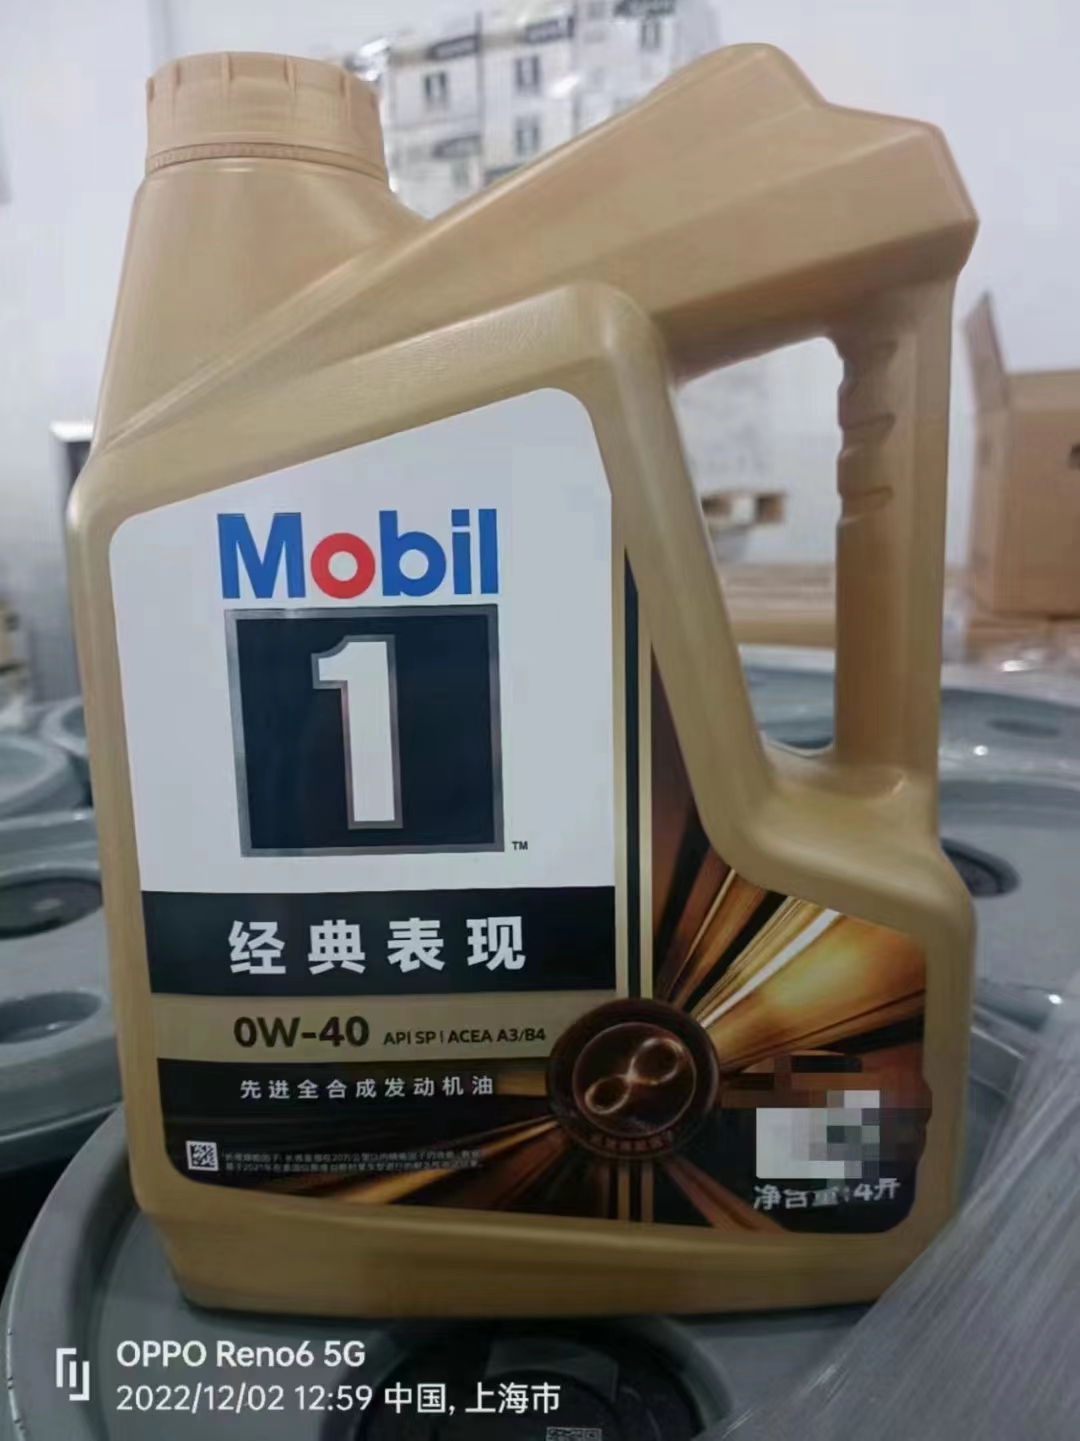 Mobil
1
TM
经典表现
0W-40 API SP | ACEA A3/B4
先进全合成发动机油
净含量:4升
OPPO Reno6 5G
2022/12/02 12:59 中国, 上海市